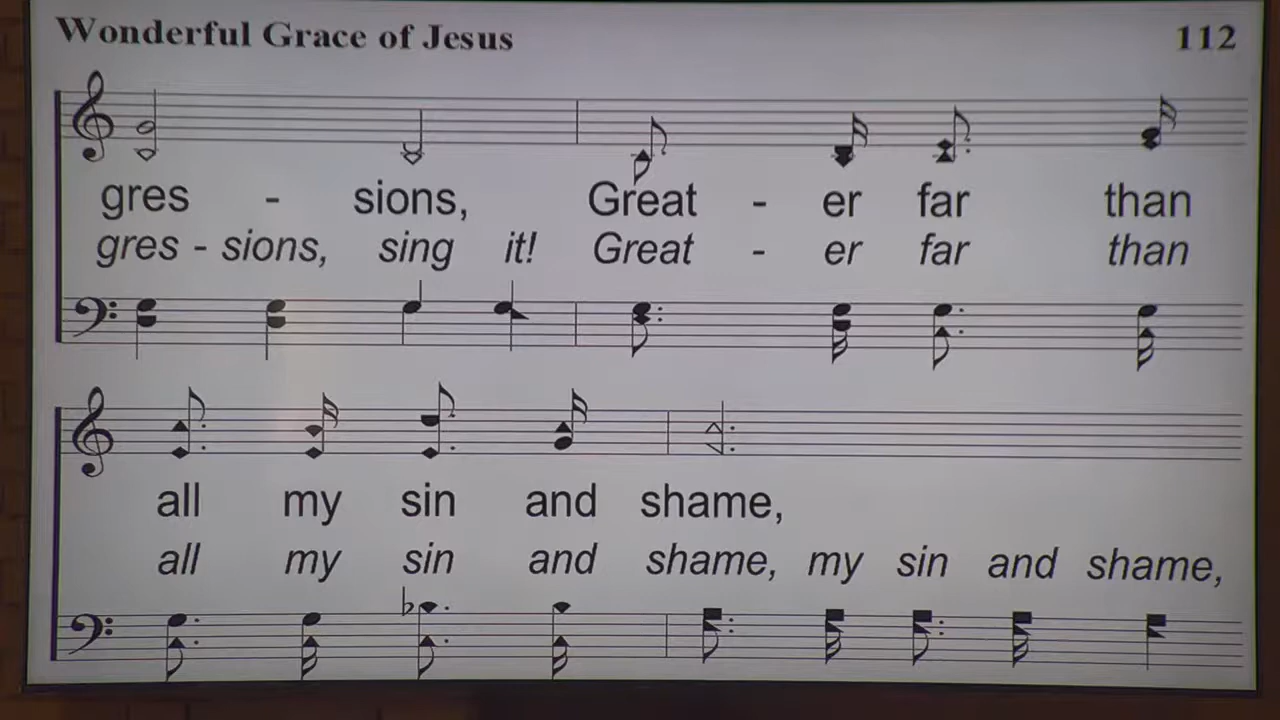 Wonderful Grace of Jesus 112
gres - sions, Great - er far than
gres - sions, sing it! Great - er far than
all my sin and shame,
all my sin and shame, my sin and shame,